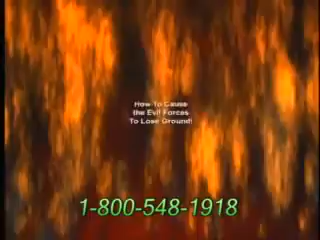 How To Cause
the Evil Forces
To Lose Ground!
1-800-548-1918